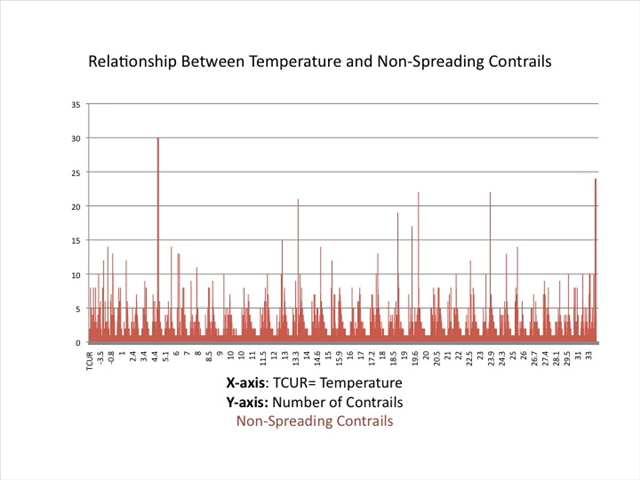 Relationship Between Temperature and Non-Spreading Contrails
35
30
25
20
15
10
5
0
TCUR -3.5 -0.8 1 2.4 3.4 4.4 5.1 6 7 8 8.5 9 10 10 11 11.5 12 13 13.3 14 14.6 15 15.9 16 17 17.2 18 18.5 19 19.6 20 20.5 21 22 22.5 23 23.9 24.3 25 26 26.7 27.4 28.1 29.5 31 33
X-axis: TCUR= Temperature
Y-axis: Number of Contrails
Non-Spreading Contrails